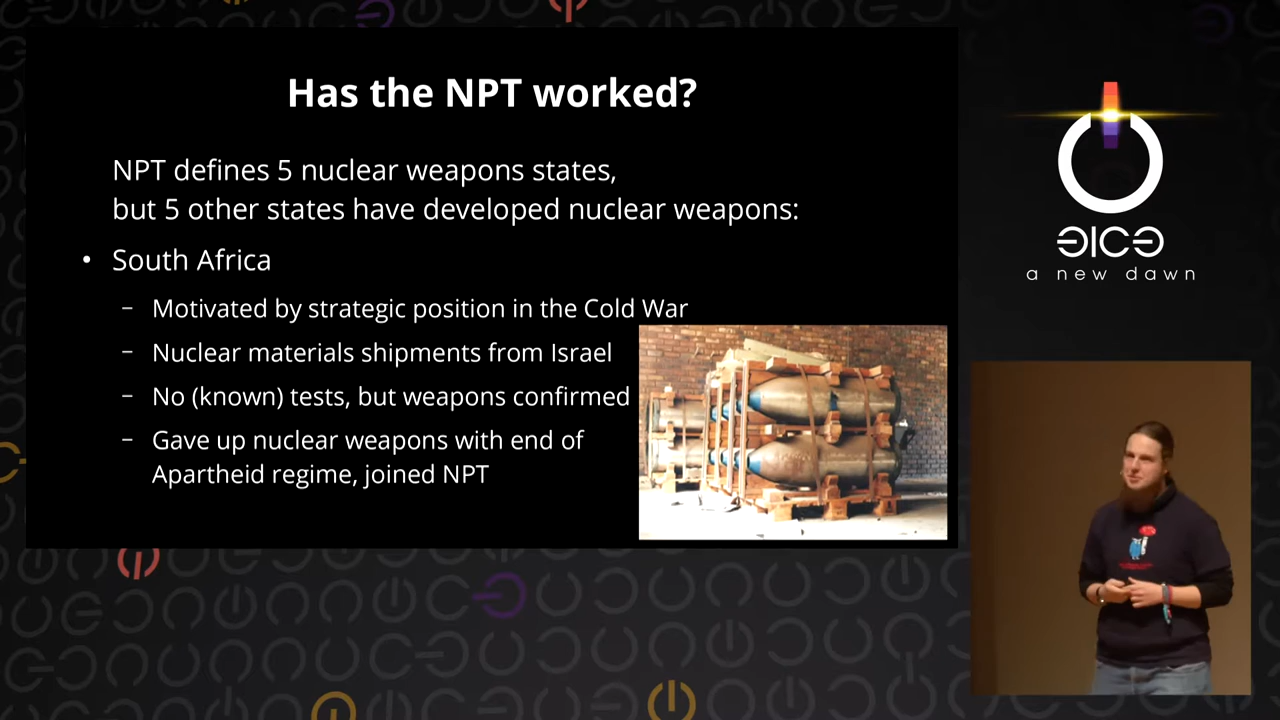 Has the NPT worked?
NPT defines 5 nuclear weapons states,
but 5 other states have developed nuclear weapons:
• South Africa
– Motivated by strategic position in the Cold War
– Nuclear materials shipments from Israel
– No (known) tests, but weapons confirmed
– Gave up nuclear weapons with end of
Apartheid regime, joined NPT
a new dawn